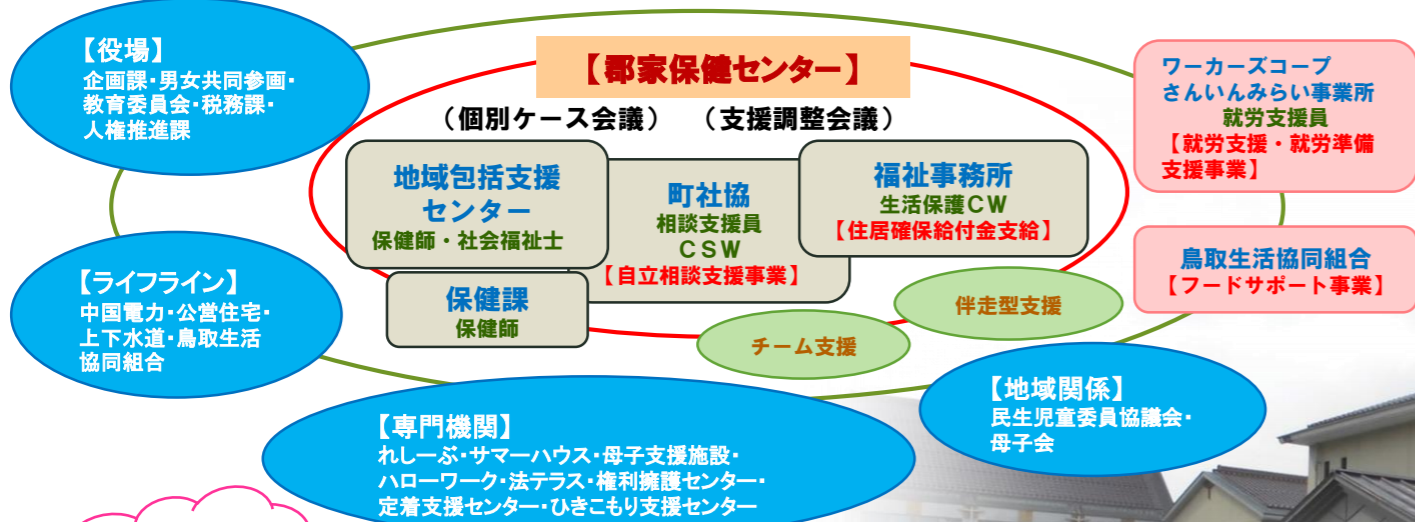 【役場】
企画課・男女共同参画・
教育委員会・税務課・
人権推進課
【郡家保健センター】
（個別ケース会議）　（支援調整会議）
地域包括支援
センター
保健師・社会福祉士
町社協
相談支援員
ＣＳＷ
【自立相談支援事業】
福祉事務所
生活保護ＣＷ
【住居確保給付金支給】
保健課
保健師
ワーカーズコープ
さんいんみらい事業所
就労支援員
【就労支援・就労準備
支援事業】
鳥取生活協同組合
【フードサポート事業】
伴走型支援
チーム支援
【ライフライン】
中国電力・公営住宅・
上下水道・鳥取生活
協同組合
【専門機関】
れしーぶ・サマーハウス・母子支援施設・
ハローワーク・法テラス・権利擁護センター・
定着支援センター・ひきこもり支援センター
【地域関係】
民生児童委員協議会・
母子会